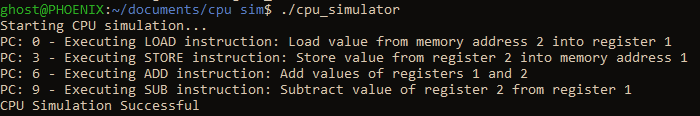 ghost@PHOENIX:~/documents/cpu sim$ ./cpu_simulator
Starting CPU simulation...
PC: 0 - Executing LOAD instruction: Load value from memory address 2 into register 1
PC: 3 - Executing STORE instruction: Store value from register 2 into memory address 1
PC: 6 - Executing ADD instruction: Add values of registers 1 and 2
PC: 9 - Executing SUB instruction: Subtract value of register 2 from register 1
CPU Simulation Successful